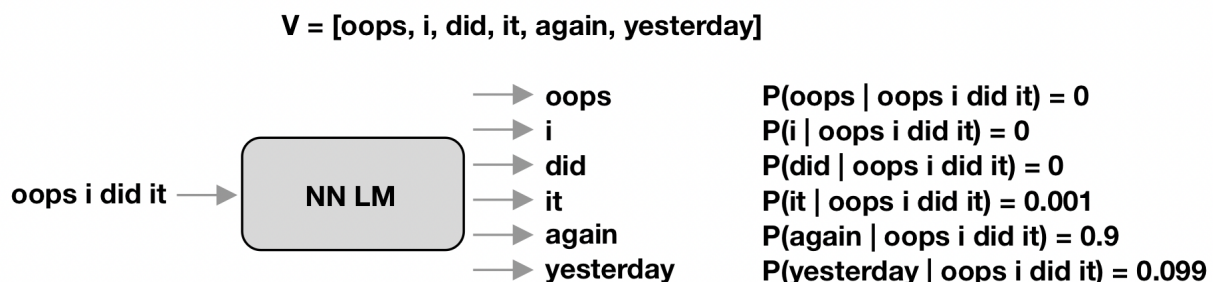 V = [oops, i, did, it, again, yesterday]
oops P(oops | oops i did it) = 0
i P(i | oops i did it) = 0
did P(did | oops i did it) = 0
oops i did it NN LM it P(it | oops i did it) = 0.001
again P(again | oops i did it) = 0.9
yesterday P(yesterday | oops i did it) = 0.099